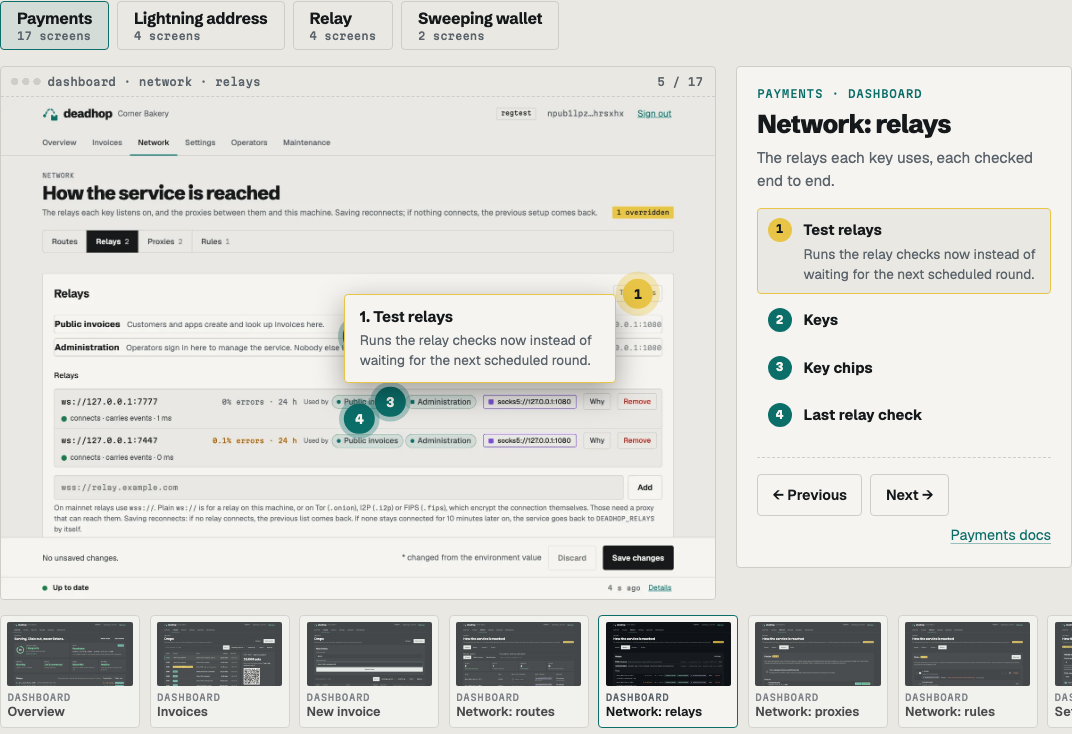 Payments
17 screens
Lightning address
4 screens
Relay
4 screens
Sweeping wallet
2 screens
dashboard · network · relays
5 / 17
deadhop Corner Bakery
regtest npub1lpz…hrsxhx Sign out
Overview Invoices Network Settings Operators Maintenance
NETWORK
How the service is reached
The relays each key listens on, and the proxies between them and this machine. Saving reconnects; if nothing connects, the previous setup comes back.
1 overridden
Routes Relays 2 Proxies 2 Rules 1
Relays
1
Public invoices Customers and apps create and look up invoices here.
0.0.1:1080
Administration Operators sign in here to manage the service. Nobody else
0.0.1:1080
1. Test relays
Runs the relay checks now instead of
waiting for the next scheduled round.
Relays
ws://127.0.0.1:7777 0% errors · 24 h Used by Public in 3 Administration socks5://127.0.0.1:1080 Why Remove
connects · carries events · 1 ms
4
ws://127.0.0.1:7447 0.1% errors · 24 h Used by Public invoices Administration socks5://127.0.0.1:1080 Why Remove
connects · carries events · 0 ms
wss://relay.example.com Add
On mainnet relays use wss://. Plain ws:// is for a relay on this machine, or on Tor (.onion), I2P (.i2p) or FIPS (.fips), which encrypt the connection themselves. Those need a proxy
that can reach them. Saving reconnects: if no relay connects, the previous list comes back. If none stays connected for 10 minutes later on, the service goes back to DEADHOP_RELAYS
by itself.
No unsaved changes. * changed from the environment value Discard Save changes
Up to date 4 s ago Details
PAYMENTS · DASHBOARD
Network: relays
The relays each key uses, each checked
end to end.
1 Test relays
Runs the relay checks now instead of
waiting for the next scheduled round.
2 Keys
3 Key chips
4 Last relay check
← Previous Next →
Payments docs
DASHBOARD
Overview
DASHBOARD
Invoices
DASHBOARD
New invoice
DASHBOARD
Network: routes
DASHBOARD
Network: relays
DASHBOARD
Network: proxies
DASHBOARD
Network: rules